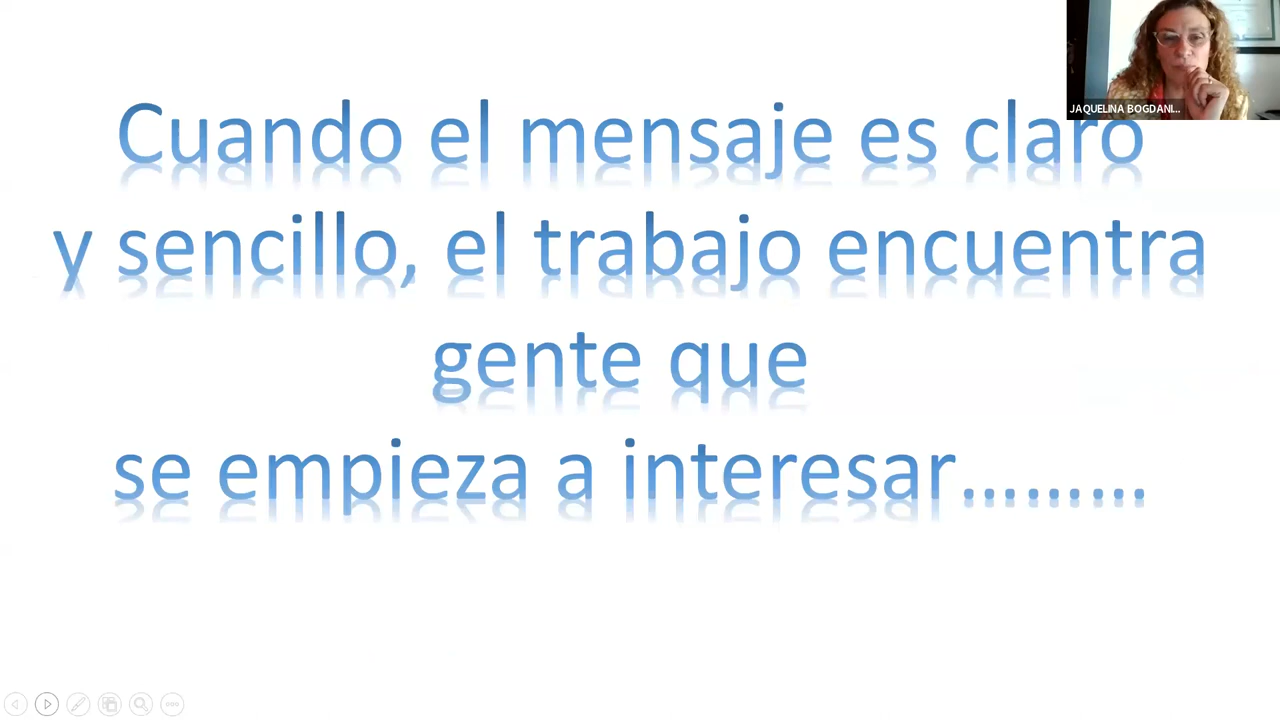 Cuando el mensaje es claro
y sencillo, el trabajo encuentra
gente que
se empieza a interesar.........
JAQUELINA BOGDANI...